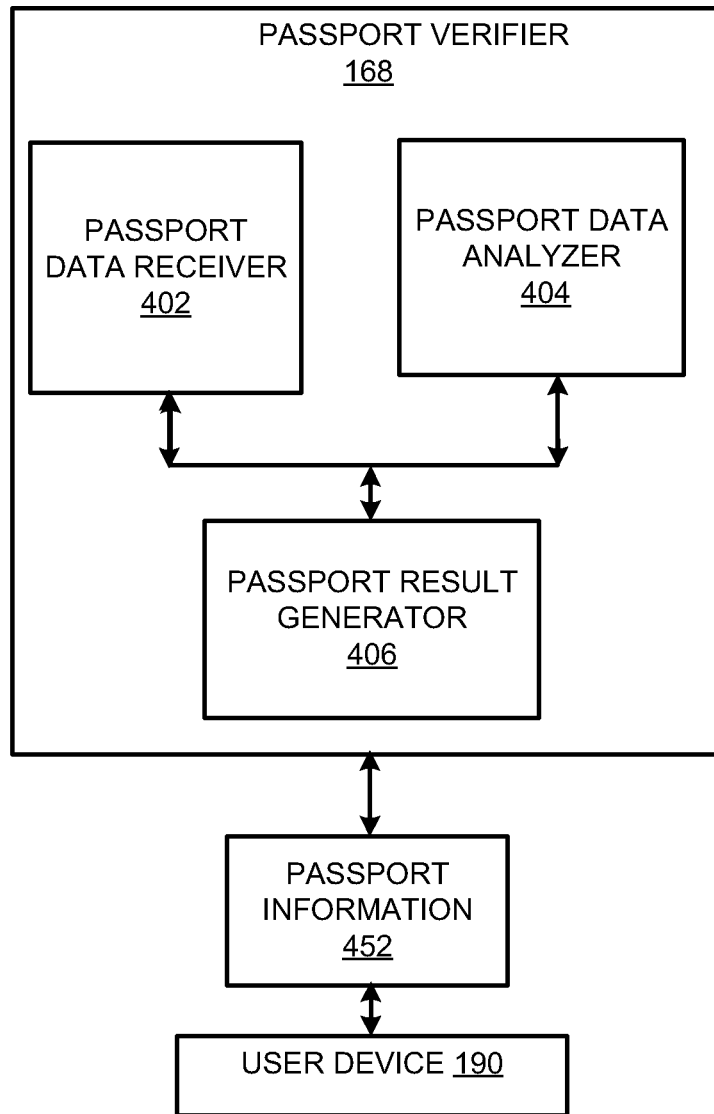 PASSPORT VERIFIER
168
PASSPORT
DATA RECEIVER
402
PASSPORT DATA
ANALYZER
404
PASSPORT RESULT
GENERATOR
406
PASSPORT
INFORMATION
452
USER DEVICE 190